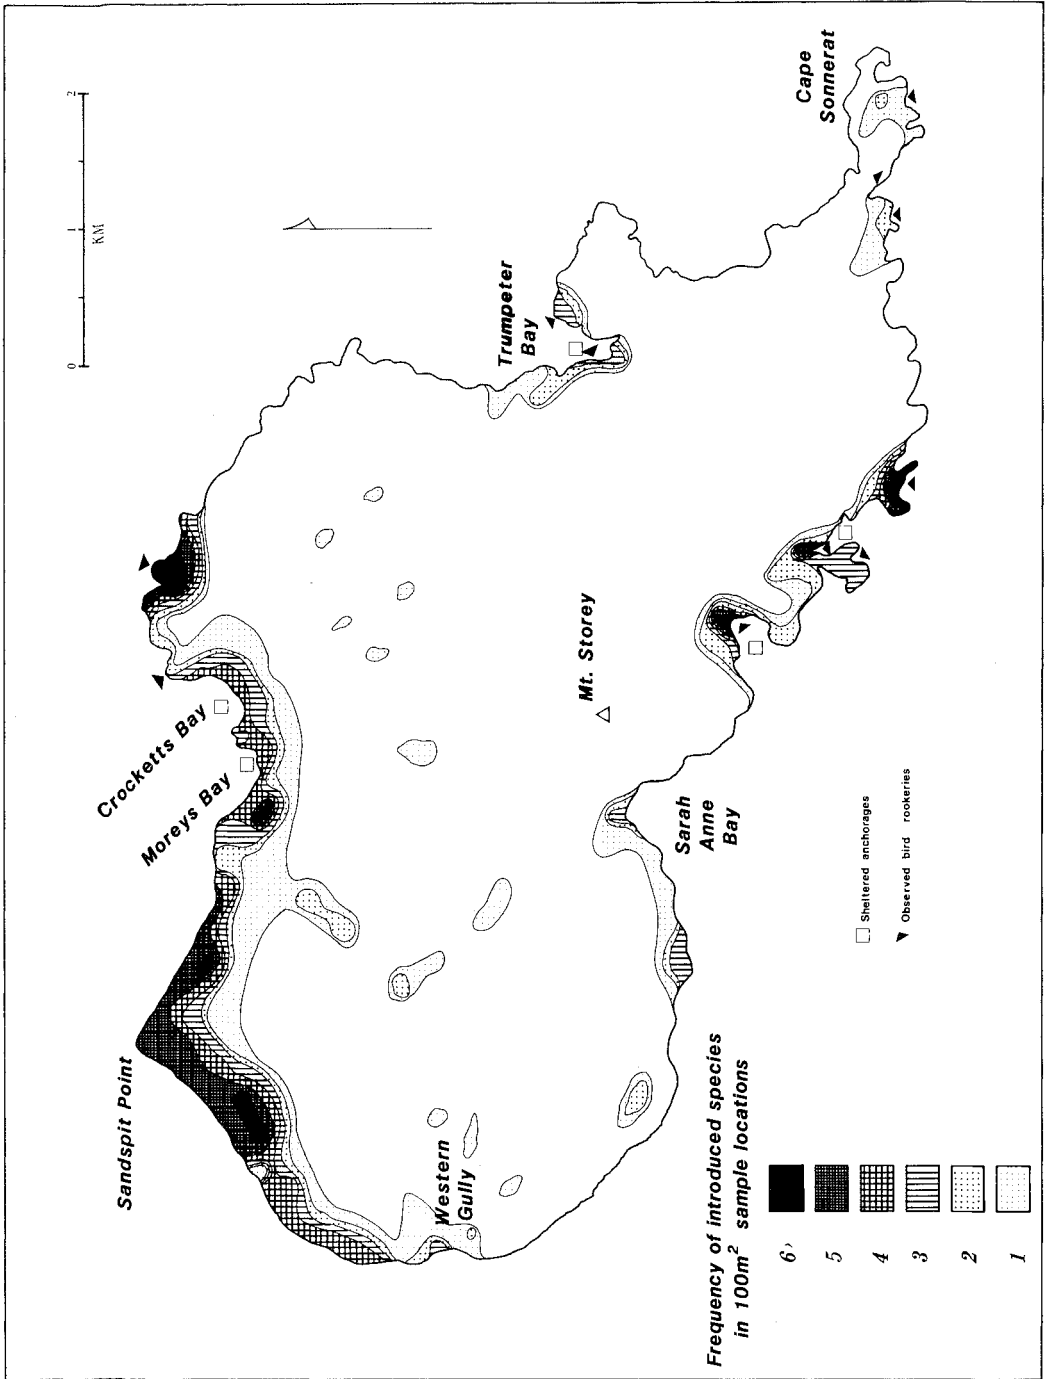 Cape
Sonnerat
2
1
0
KM
Trumpeter
Bay
Crocketts Bay
Moreys Bay
Mt. Storey
Sandspit Point
Sarah
Anne
Bay
Western
Gully
Sheltered anchorages
Observed bird rookeries
Frequency of introduced species
in 100m² sample locations
6›
5
4
3
2
1